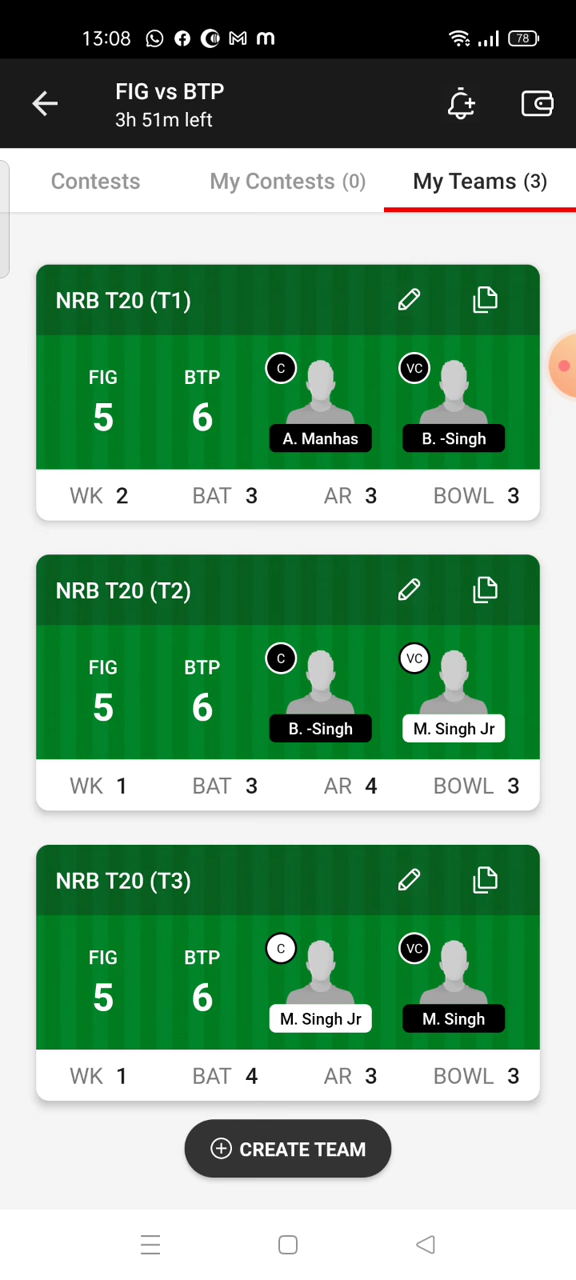 13:08 78
FIG vs BTP
3h 51m left
Contests My Contests (0) My Teams (3)
NRB T20 (T1)
FIG BTP C VC
5 6
A. Manhas B. -Singh
WK 2 BAT 3 AR 3 BOWL 3
NRB T20 (T2)
FIG BTP C VC
5 6
B. -Singh M. Singh Jr
WK 1 BAT 3 AR 4 BOWL 3
NRB T20 (T3)
FIG BTP C VC
5 6
M. Singh Jr M. Singh
WK 1 BAT 4 AR 3 BOWL 3
CREATE TEAM